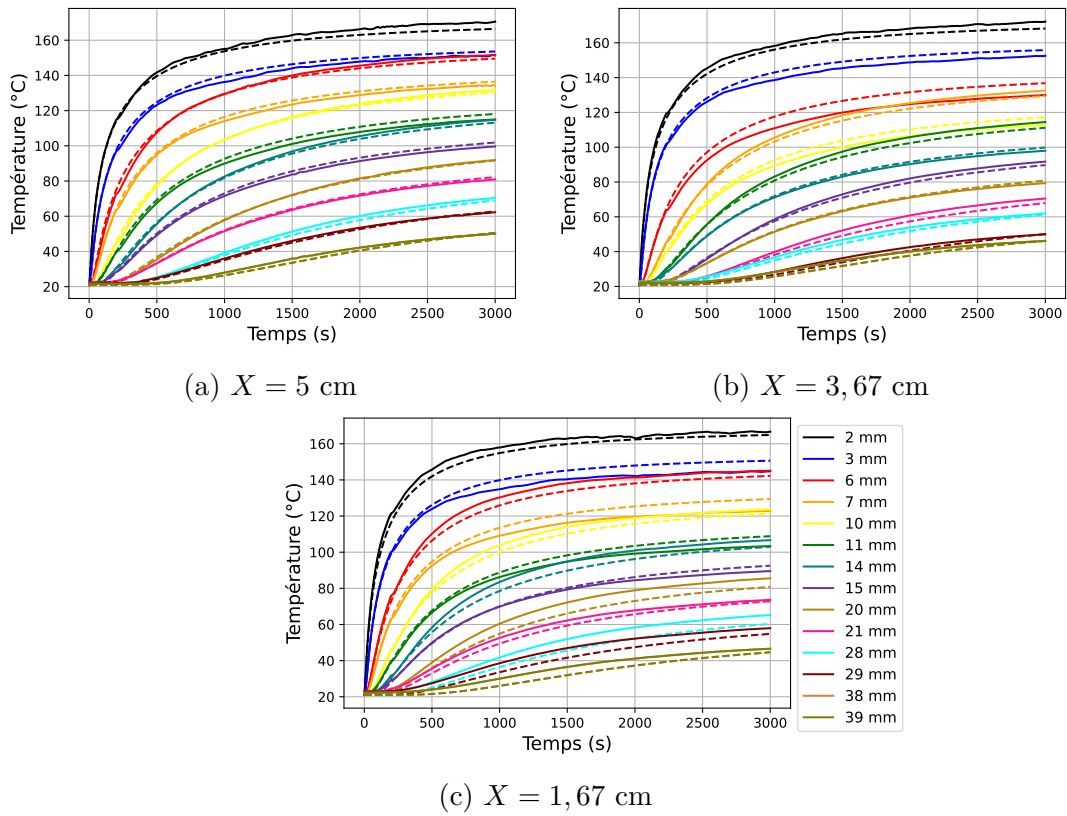 160
140
120
100
80
60
40
20
Température (°C)
0 500 1000 1500 2000 2500 3000
Temps (s)
(a) X = 5 cm
160
140
120
100
80
60
40
20
Température (°C)
0 500 1000 1500 2000 2500 3000
Temps (s)
(b) X = 3, 67 cm
160
140
120
100
80
60
40
20
Température (°C)
0 500 1000 1500 2000 2500 3000
Temps (s)
2 mm
3 mm
6 mm
7 mm
10 mm
11 mm
14 mm
15 mm
20 mm
21 mm
28 mm
29 mm
38 mm
39 mm
(c) X = 1, 67 cm